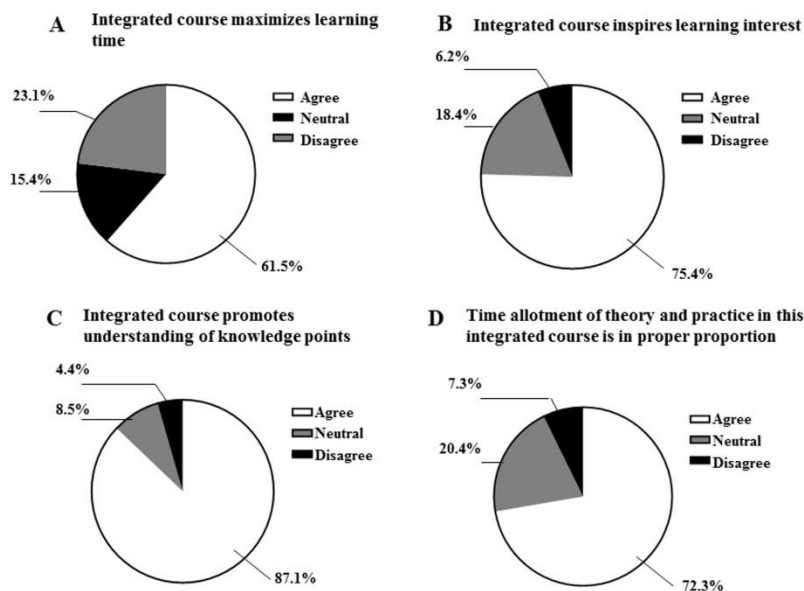 A Integrated course maximizes learning
time
23.1%
15.4%
61.5%
Agree
Neutral
Disagree
B Integrated course inspires learning interest
6.2%
18.4%
75.4%
Agree
Neutral
Disagree
C Integrated course promotes
understanding of knowledge points
4.4%
8.5%
87.1%
Agree
Neutral
Disagree
D Time allotment of theory and practice in this
integrated course is in proper proportion
7.3%
20.4%
72.3%
Agree
Neutral
Disagree